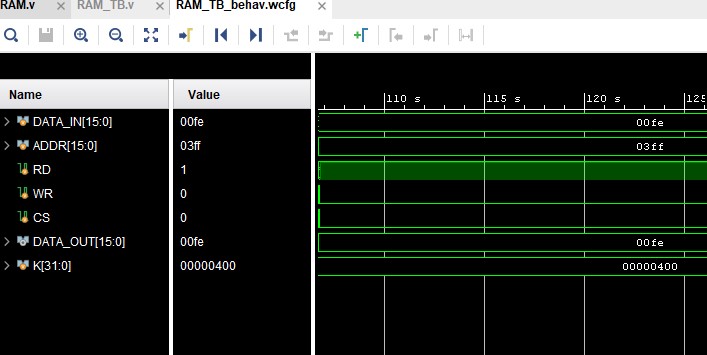 RAM.v × RAM_TB.v × RAM_TB_behav.wcfg ×
Name Value
110 s 115 s 120 s 125
DATA_IN[15:0] 00fe 00fe
ADDR[15:0] 03ff 03ff
RD 1
WR 0
CS 0
DATA_OUT[15:0] 00fe 00fe
K[31:0] 00000400 00000400